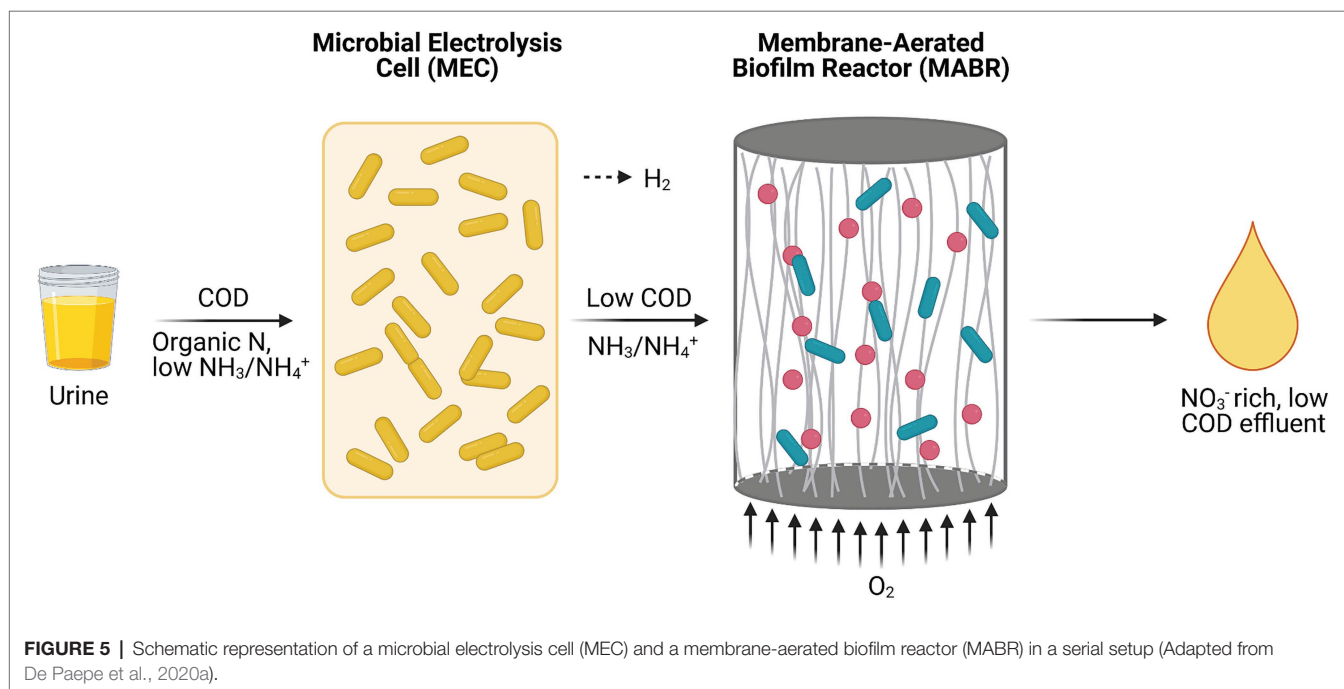 Microbial Electrolysis
Cell (MEC)
Membrane-Aerated
Biofilm Reactor (MABR)
H₂
COD
Organic N,
low NH₃/NH₄⁺
Urine
Low COD
NH₃/NH₄⁺
O₂
NO₃⁻ rich, low
COD effluent
FIGURE 5 | Schematic representation of a microbial electrolysis cell (MEC) and a membrane-aerated biofilm reactor (MABR) in a serial setup (Adapted from
De Paepe et al., 2020a).